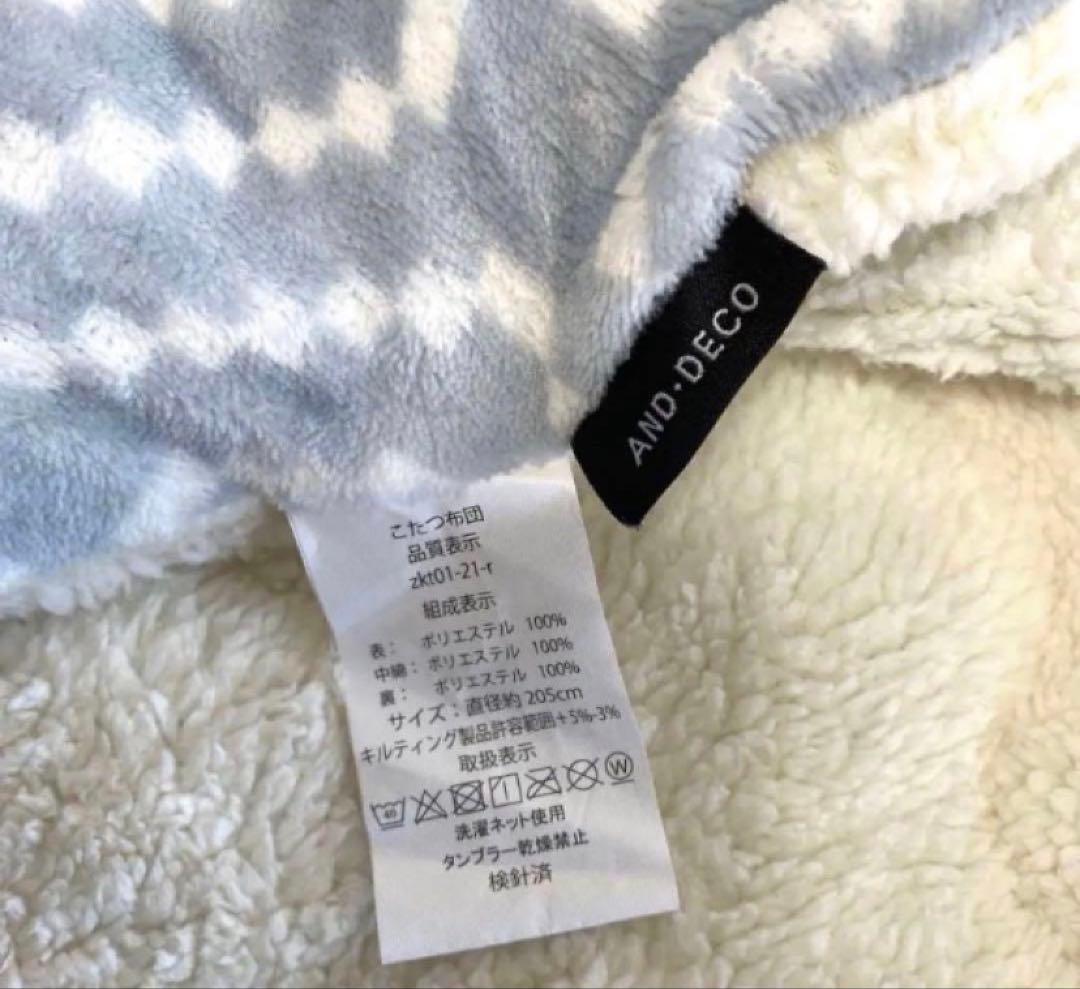 AND・DECO
こたつ布団
品質表示
zkt01-21-r
組成表示
表： ポリエステル 100%
中綿：ポリエステル 100%
裏： ポリエステル 100%
サイズ：直径約 205cm
キルティング製品許容範囲＋5%-3%
取扱表示
40 W
洗濯ネット使用
タンブラー乾燥禁止
検針済